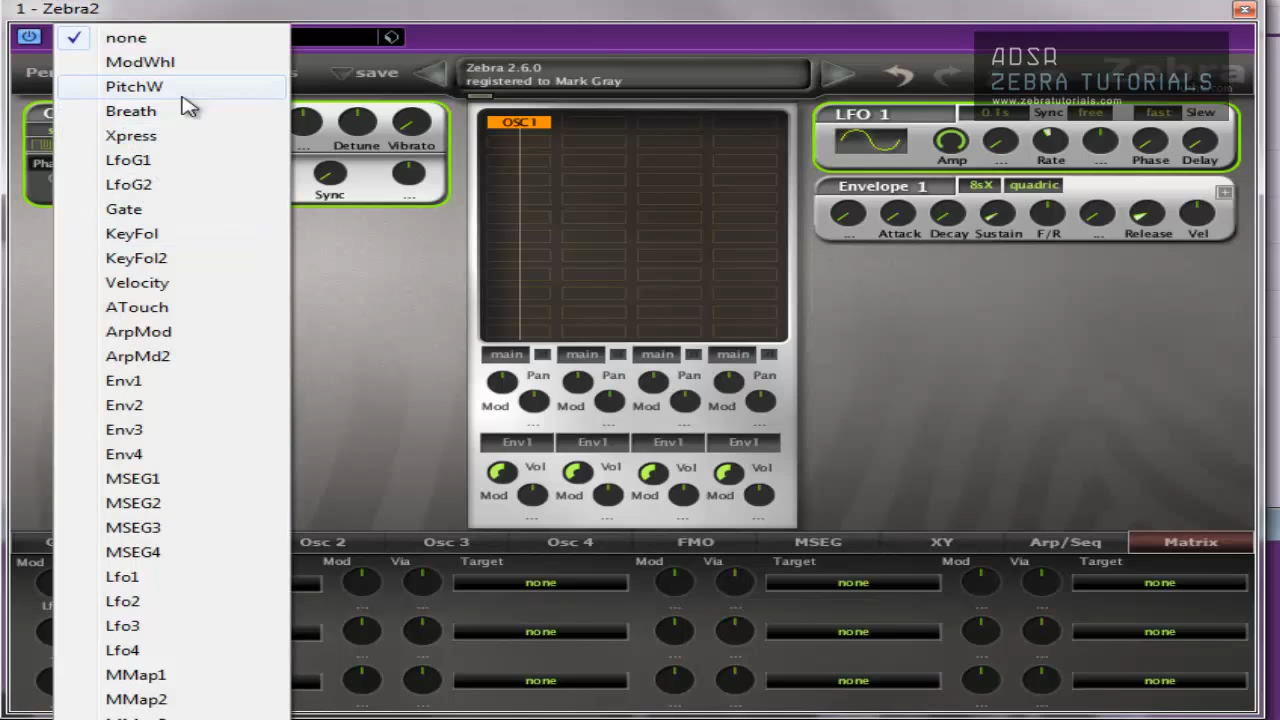 1 - Zebra2
none
ModWhl
PitchW
Breath
Xpress
LfoG1
LfoG2
Gate
KeyFol
KeyFol2
Velocity
ATouch
ArpMod
ArpMd2
Env1
Env2
Env3
Env4
MSEG1
MSEG2
MSEG3
MSEG4
Lfo1
Lfo2
Lfo3
Lfo4
MMap1
MMap2
save
Zebra 2.6.0
registered to Mark Gray
ADSR
ZEBRA TUTORIALS
www.zebratutorials.com
... Detune Vibrato
Sync ...
OSC 1
main main main main
Pan Pan Pan Pan
Mod Mod Mod Mod
... ... ... ...
Env1 Env1 Env1 Env1
Vol Vol Vol Vol
Mod Mod Mod Mod
... ... ... ...
LFO 1 0.1s Sync free fast Slew
Amp ... Rate ... Phase Delay
Envelope 1 8sX quadric
... Attack Decay Sustain F/R ... Release Vel
Osc 2 Osc 3 Osc 4 FMO MSEG XY Arp/Seq Matrix
Mod Mod Via Target Mod Via Target Mod Via Target
none none none
... ... ... ... ... ...
none none none
... ... ... ... ... ...
none none none
... ... ... ... ... ...